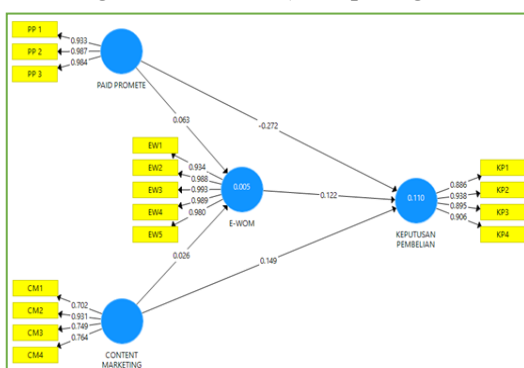 PP 1
PP 2
PP 3
0.933
0.987
0.984
PAID PROMETE
0.063
-0.272
EW1
EW2
EW3
EW4
EW5
0.934
0.988
0.993
0.989
0.980
0.005
E-WOM
0.122
0.110
KEPUTUSAN
PEMBELIAN
0.886
0.938
0.895
0.906
KP1
KP2
KP3
KP4
0.026
0.149
CM1
CM2
CM3
CM4
0.702
0.931
0.749
0.764
CONTENT
MARKETING